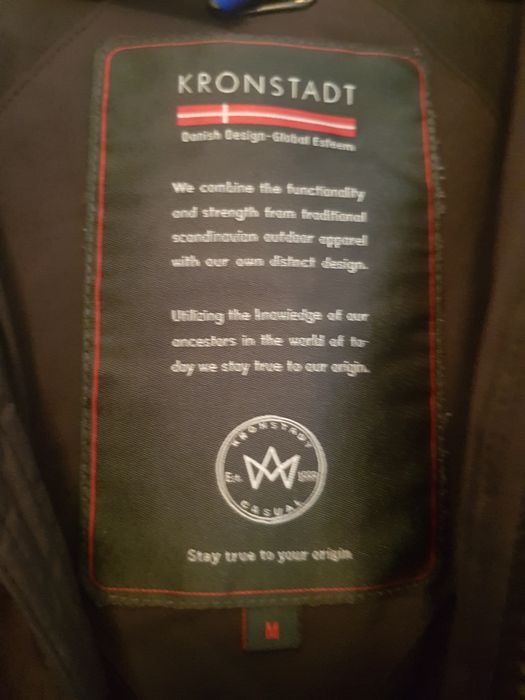 KRONSTADT
Danish Design-Global Esteem
We combine the functionality
and strength from traditional
scandinavian outdoor apparel
with our own distinct design.
Utilizing the knowledge of our
ancestors in the world of to-
day we stay true to our origin.
KRONSTADT
Est.
CASUAL
Stay true to your origin
M